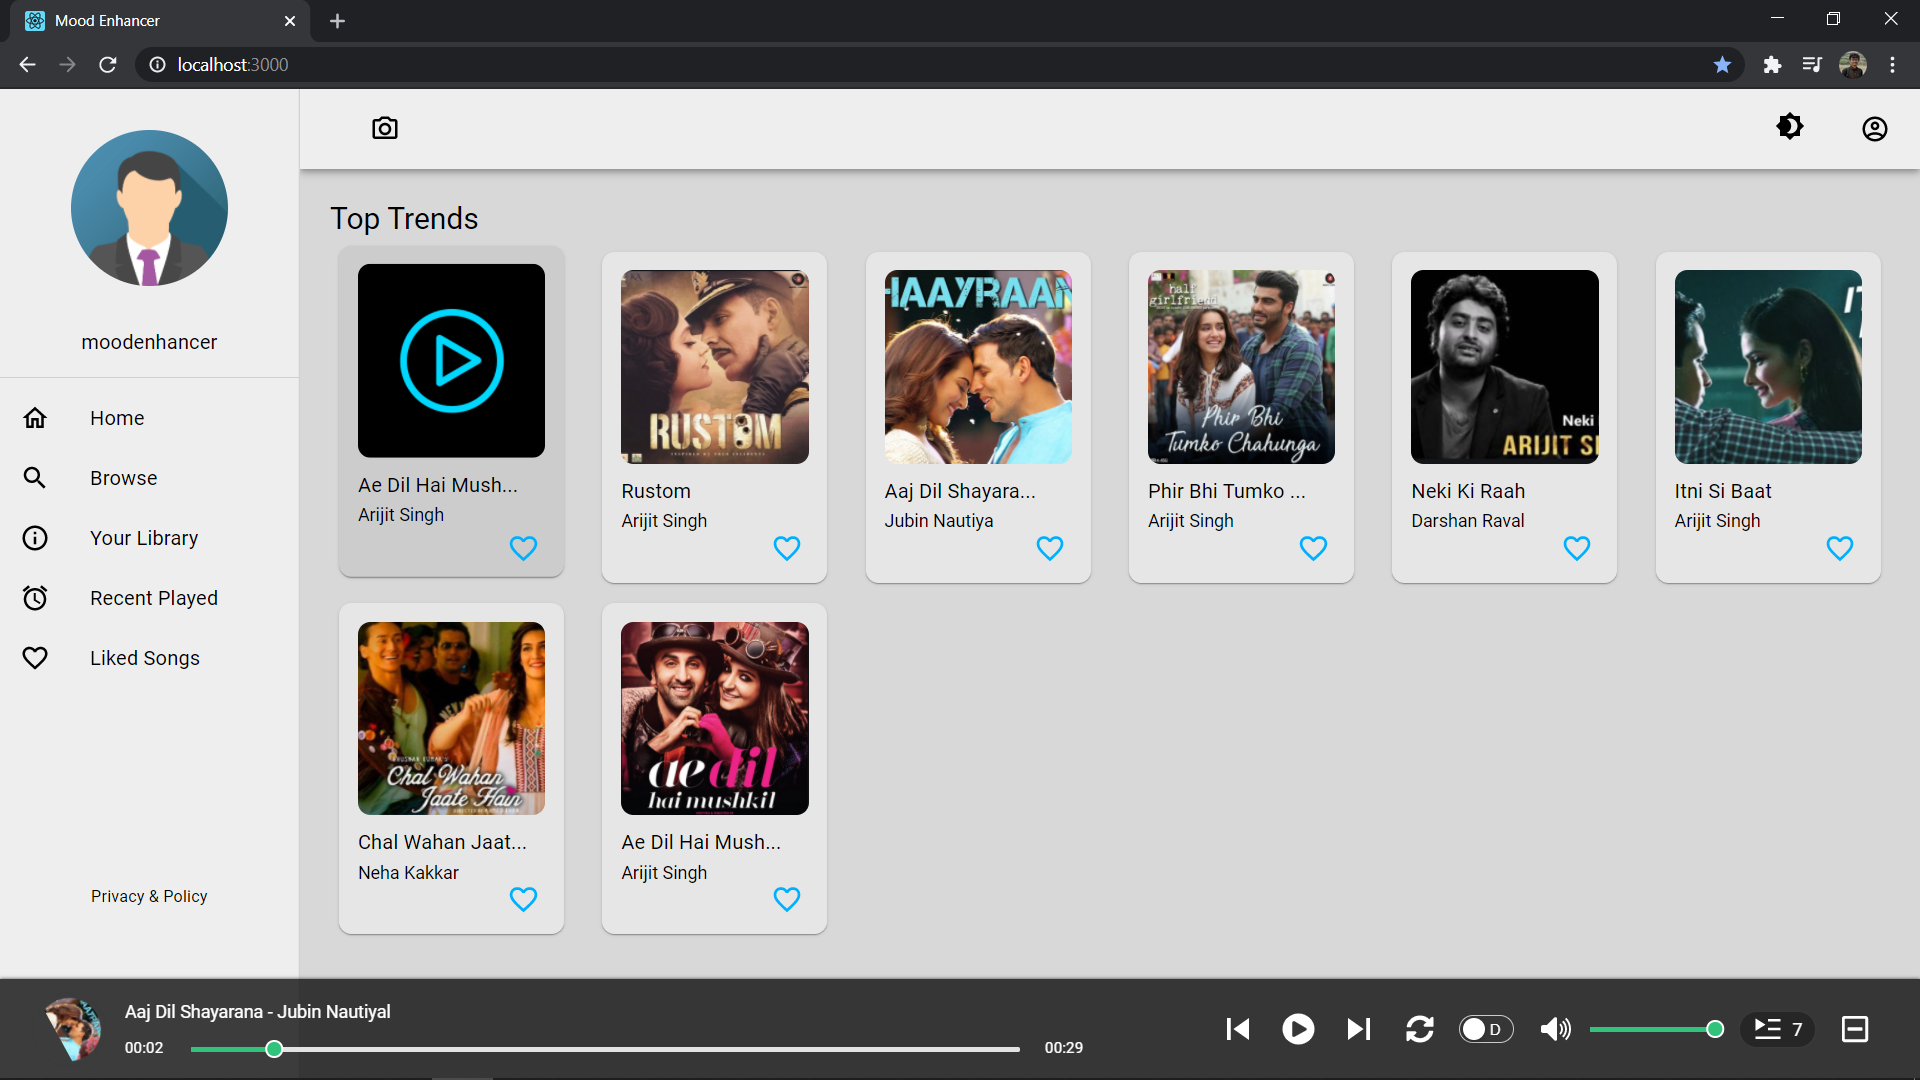 Mood Enhancer
localhost:3000
moodenhancer
Home
Browse
Your Library
Recent Played
Liked Songs
Privacy & Policy
Top Trends
Ae Dil Hai Mush...
Arijit Singh
RUSTOM
Rustom
Arijit Singh
HAAYRAAN
Aaj Dil Shayara...
Jubin Nautiya
half
girlfriend
Phir Bhi
Tumko Chahunga
Phir Bhi Tumko ...
Arijit Singh
Neki
ARIJIT SI
Neki Ki Raah
Darshan Raval
Itni Si Baat
Arijit Singh
Chal Wahan
Jaate Hain
Chal Wahan Jaat...
Neha Kakkar
ae dil
hai mushkil
Ae Dil Hai Mush...
Arijit Singh
Aaj Dil Shayarana - Jubin Nautiyal
00:02
00:29
D
7